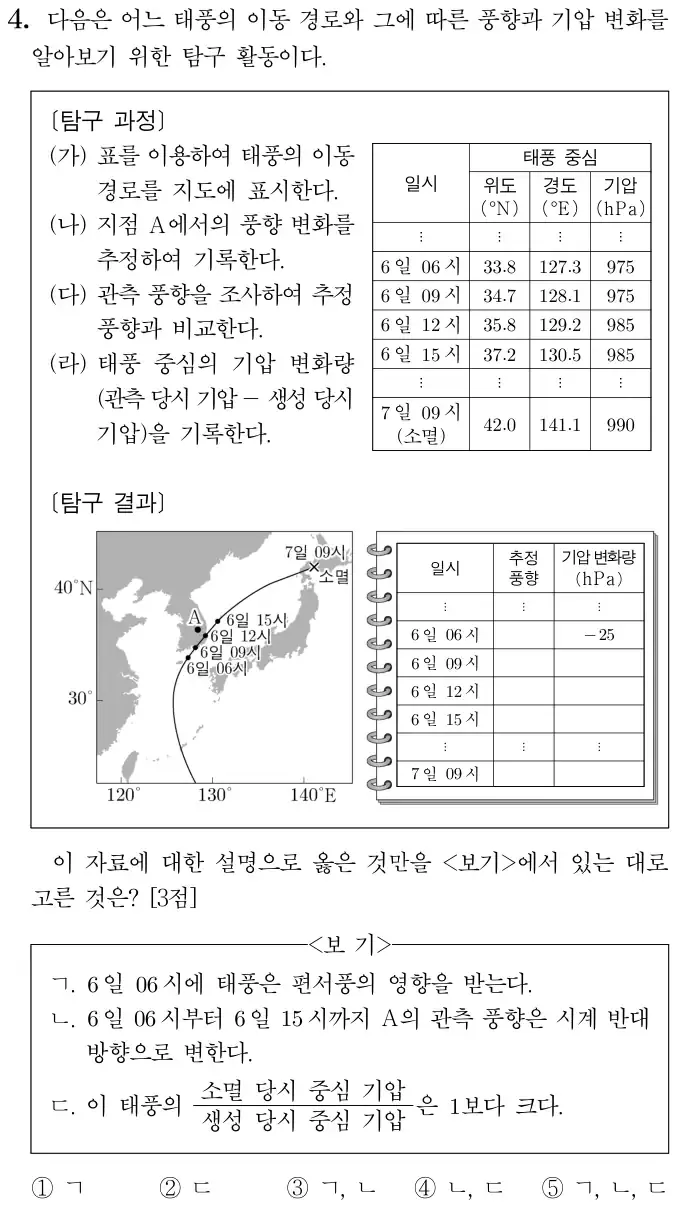 4. 다음은 어느 태풍의 이동 경로와 그에 따른 풍향과 기압 변화를
알아보기 위한 탐구 활동이다.
〔탐구 과정〕
(가) 표를 이용하여 태풍의 이동
경로를 지도에 표시한다.
(나) 지점 A에서의 풍향 변화를
추정하여 기록한다.
(다) 관측 풍향을 조사하여 추정
풍향과 비교한다.
(라) 태풍 중심의 기압 변화량
(관측 당시 기압 - 생성 당시
기압)을 기록한다.
일시 태풍 중심
위도 (°N) 경도 (°E) 기압 (hPa)
⋮ ⋮ ⋮ ⋮
6일 06시 33.8 127.3 975
6일 09시 34.7 128.1 975
6일 12시 35.8 129.2 985
6일 15시 37.2 130.5 985
⋮ ⋮ ⋮ ⋮
7일 09시 (소멸) 42.0 141.1 990
〔탐구 결과〕
7일 09시
소멸
40°N
A
6일 15시
6일 12시
6일 09시
6일 06시
30°
120° 130° 140°E
일시 추정 풍향 기압 변화량 (hPa)
⋮ ⋮ ⋮
6일 06시 -25
6일 09시
6일 12시
6일 15시
⋮ ⋮ ⋮
7일 09시
이 자료에 대한 설명으로 옳은 것만을 <보기>에서 있는 대로
고른 것은? [3점]
<보 기>
ㄱ. 6일 06시에 태풍은 편서풍의 영향을 받는다.
ㄴ. 6일 06시부터 6일 15시까지 A의 관측 풍향은 시계 반대
방향으로 변한다.
ㄷ. 이 태풍의 소멸 당시 중심 기압 / 생성 당시 중심 기압 은 1보다 크다.
① ㄱ ② ㄷ ③ ㄱ, ㄴ ④ ㄴ, ㄷ ⑤ ㄱ, ㄴ, ㄷ